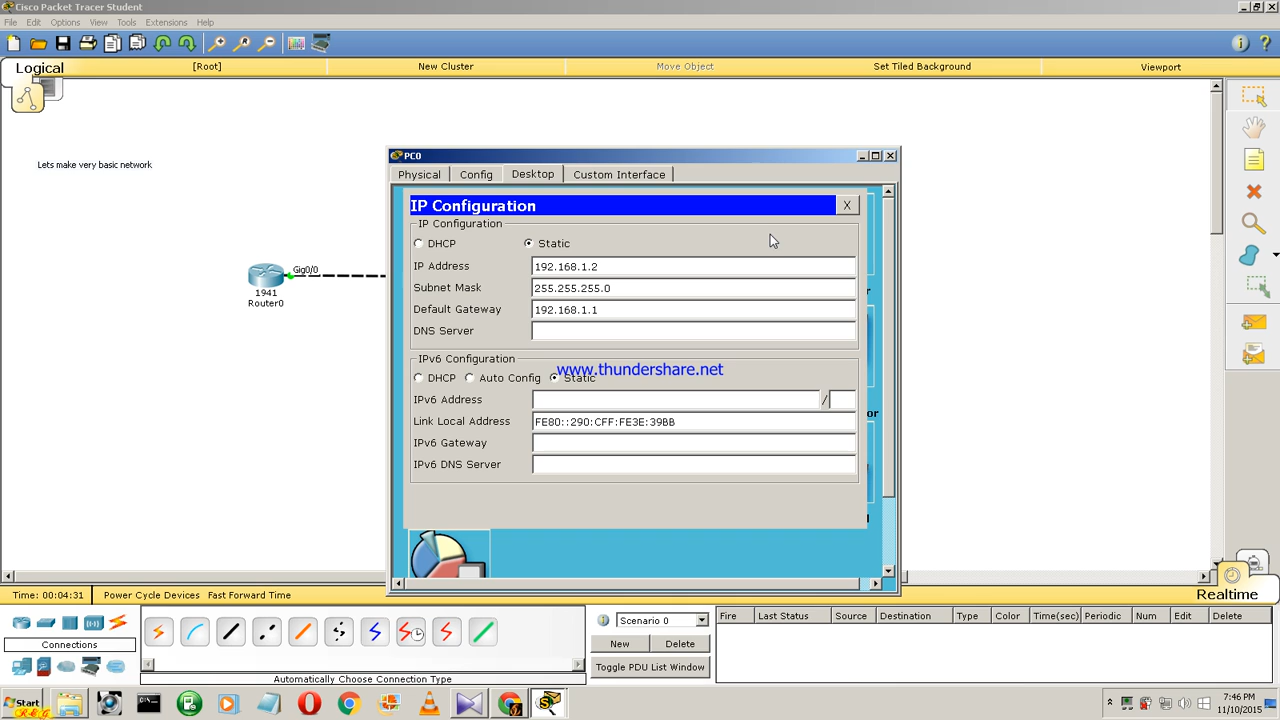 Cisco Packet Tracer Student
File Edit Options View Tools Extensions Help
Logical
[Root]
New Cluster
Move Object
Set Tiled Background
Viewport
Lets make very basic network
Gig0/0
1941
Router0
PC0
Physical Config Desktop Custom Interface
IP Configuration
X
IP Configuration
DHCP Static
IP Address 192.168.1.2
Subnet Mask 255.255.255.0
Default Gateway 192.168.1.1
DNS Server
IPv6 Configuration
www.thundershare.net
DHCP Auto Config Static
IPv6 Address /
Link Local Address FE80::290:CFF:FE3E:39BB
IPv6 Gateway
IPv6 DNS Server
Time: 00:04:31 Power Cycle Devices Fast Forward Time
Realtime
Connections
Automatically Choose Connection Type
Scenario 0
New Delete
Toggle PDU List Window
Fire Last Status Source Destination Type Color Time(sec) Periodic Num Edit Delete
Start
7:46 PM
11/10/2015